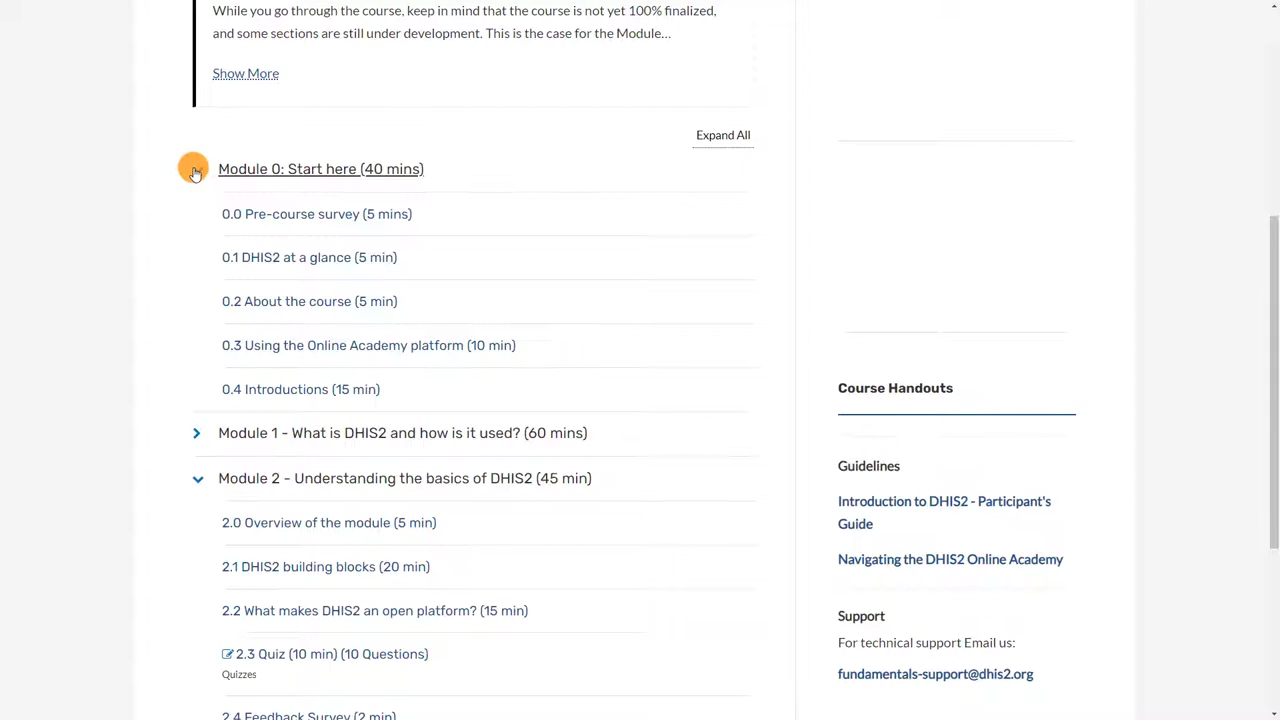 While you go through the course, keep in mind that the course is not yet 100% finalized,
and some sections are still under development. This is the case for the Module...
Show More
Expand All
Module 0: Start here (40 mins)
0.0 Pre-course survey (5 mins)
0.1 DHIS2 at a glance (5 min)
0.2 About the course (5 min)
0.3 Using the Online Academy platform (10 min)
0.4 Introductions (15 min)
Module 1 - What is DHIS2 and how is it used? (60 mins)
Module 2 - Understanding the basics of DHIS2 (45 min)
2.0 Overview of the module (5 min)
2.1 DHIS2 building blocks (20 min)
2.2 What makes DHIS2 an open platform? (15 min)
2.3 Quiz (10 min) (10 Questions)
Quizzes
2.4 Feedback Survey (2 min)
Course Handouts
Guidelines
Introduction to DHIS2 - Participant's
Guide
Navigating the DHIS2 Online Academy
Support
For technical support Email us:
fundamentals-support@dhis2.org